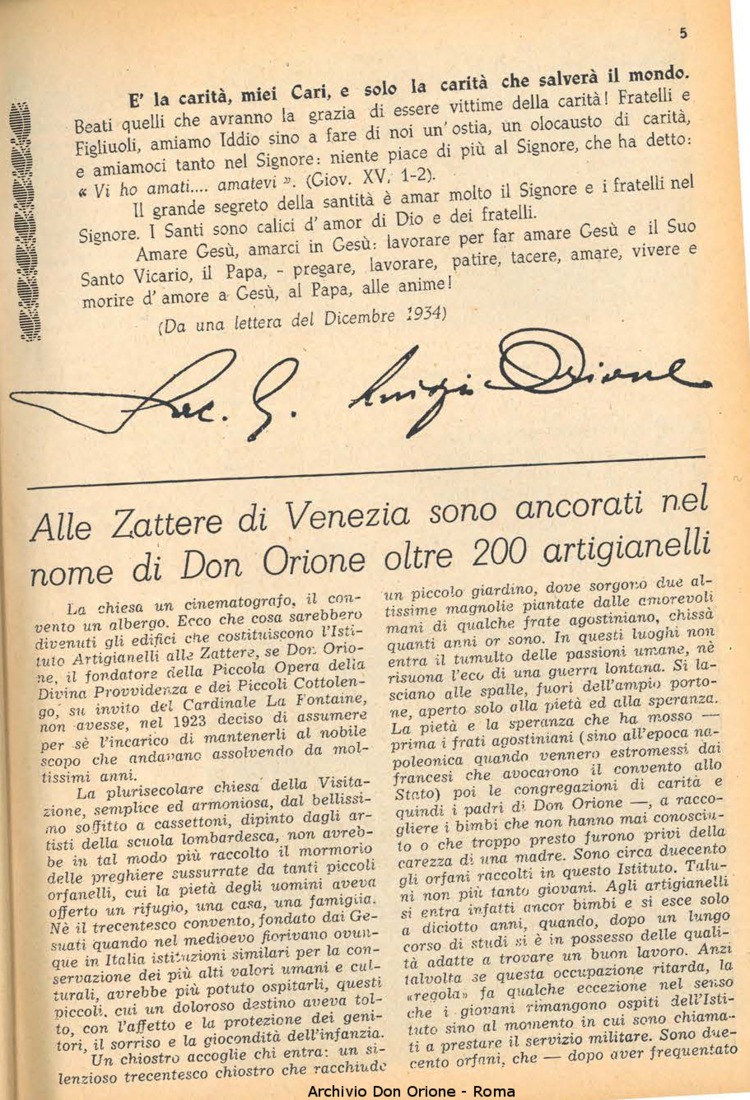 5
E' la carità, miei Cari, e solo la carità che salverà il mondo.
Beati quelli che avranno la grazia di essere vittime della carità! Fratelli e
Figliuoli, amiamo Iddio sino a fare di noi un' ostia, un olocausto di carità,
e amiamoci tanto nel Signore: niente piace di più al Signore, che ha detto:
« Vi ho amati.... amatevi ». (Giov. XV, 1-2).
Il grande segreto della santità è amar molto il Signore e i fratelli nel
Signore. I Santi sono calici d' amor di Dio e dei fratelli.
Amare Gesù, amarci in Gesù: lavorare per far amare Gesù e il Suo
Santo Vicario, il Papa, - pregare, lavorare, patire, tacere, amare, vivere e
morire d' amore a Gesù, al Papa, alle anime!
(Da una lettera del Dicembre 1934)
Sac. G. Luigi Orione
Alle Zattere di Venezia sono ancorati nel
nome di Don Orione oltre 200 artigianelli
La chiesa un cinematografo, il con-
vento un albergo. Ecco che cosa sarebbero
divenuti gli edifici che costituiscono l'Isti-
tuto Artigianelli alle Zattere, se Don Orio-
ne, il fondatore della Piccola Opera della
Divina Provvidenza e dei Piccoli Cottolen-
go, su invito del Cardinale La Fontaine,
non avesse, nel 1923 deciso di assumere
per sè l'incarico di mantenerli al nobile
scopo che andavano assolvendo da mol-
tissimi anni.
La plurisecolare chiesa della Visita-
zione, semplice ed armoniosa, dal bellissi-
mo soffitto a cassettoni, dipinto dagli ar-
tisti della scuola lombardesca, non avreb-
be in tal modo più raccolto il mormorio
delle preghiere sussurrate da tanti piccoli
orfanelli, cui la pietà degli uomini aveva
offerto un rifugio, una casa, una famiglia.
Nè il trecentesco convento, fondato dai Ge-
suati quando nel medioevo fiorivano ovun-
que in Italia istituzioni similari per la con-
servazione dei più alti valori umani e cul-
turali, avrebbe più potuto ospitarli, questi
piccoli, cui un doloroso destino aveva tol-
to, con l'affetto e la protezione dei geni-
tori, il sorriso e la giocondità dell'infanzia.
Un chiostro accoglie chi entra: un si-
lenzioso trecentesco chiostro che racchiude
un piccolo giardino, dove sorgono due al-
tissime magnolie piantate dalle amorevoli
mani di qualche frate agostiniano, chissà
quanti anni or sono. In questi luoghi non
entra il tumulto delle passioni umane, nè
risuona l'eco di una guerra lontana. Si la-
sciano alle spalle, fuori dell'ampio porto-
ne, aperto solo alla pietà ed alla speranza.
La pietà e la speranza che ha mosso —
prima i frati agostiniani (sino all'epoca na-
poleonica quando vennero estromessi dai
francesi che avocarono il convento allo
Stato) poi le congregazioni di carità e
quindi i padri di Don Orione —, a racco-
gliere i bimbi che non hanno mai conosciu-
to o che troppo presto furono privi della
carezza di una madre. Sono circa duecento
gli orfani raccolti in questo Istituto. Talu-
ni non più tanto giovani. Agli artigianelli
si entra infatti ancor bimbi e si esce solo
a diciotto anni, quando, dopo un lungo
corso di studi si è in possesso delle quali-
tà adatte a trovare un buon lavoro. Anzi
talvolta se questa occupazione ritarda, la
«regola» fa qualche eccezione nel senso
che i giovani rimangono ospiti dell'Isti-
tuto sino al momento in cui sono chiama-
ti a prestare il servizio militare. Sono due-
cento orfani, che — dopo aver frequentato
Archivio Don Orione - Roma